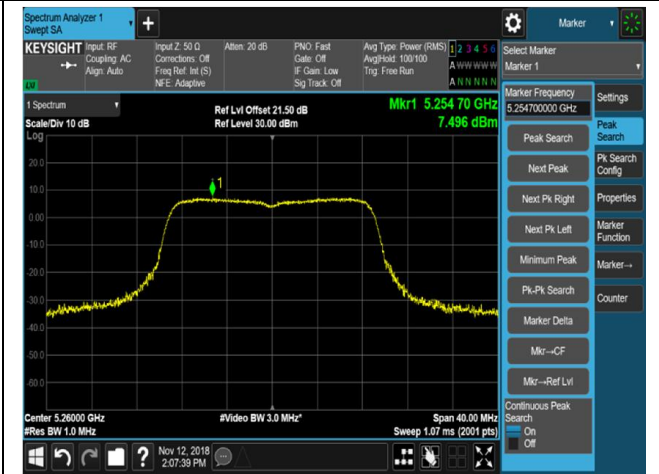 Spectrum Analyzer 1
Swept SA
Marker
KEYSIGHT
Input: RF
Coupling: AC
Align: Auto
Input Z: 50 Ω
Corrections: Off
Freq Ref: Int (S)
NFE: Adaptive
Atten: 20 dB
PNO: Fast
Gate: Off
IF Gain: Low
Sig Track: Off
Avg Type: Power (RMS)
Avg|Hold: 100/100
Trig: Free Run
1 2 3 4 5 6
A W W W W W
A N N N N N
Select Marker
Marker 1
1 Spectrum
Scale/Div 10 dB
Ref Lvl Offset 21.50 dB
Ref Level 30.00 dBm
Mkr1 5.254 70 GHz
7.496 dBm
Log
20.0
10.0
0.00
-10.0
-20.0
-30.0
-40.0
-50.0
-60.0
1
Center 5.26000 GHz
#Res BW 1.0 MHz
#Video BW 3.0 MHz*
Span 40.00 MHz
Sweep 1.07 ms (2001 pts)
Marker Frequency
5.254700000 GHz
Peak Search
Next Peak
Next Pk Right
Next Pk Left
Minimum Peak
Pk-Pk Search
Marker Delta
Mkr→CF
Mkr→Ref Lvl
Continuous Peak
Search
On
Off
Settings
Peak
Search
Pk Search
Config
Properties
Marker
Function
Marker→
Counter
Nov 12, 2018
2:07:39 PM